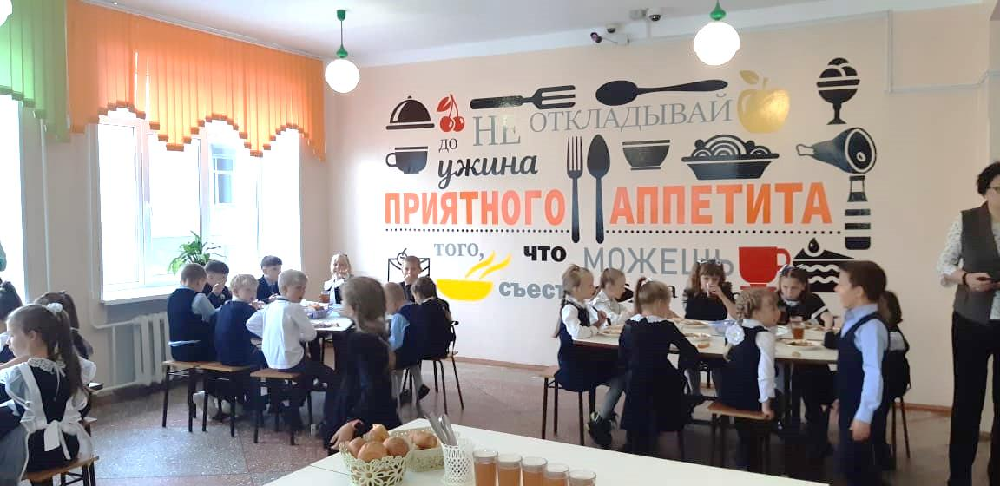 НЕ ОТКЛАДЫВАЙ
ДО
ужина
ПРИЯТНОГО АППЕТИТА
того, что МОЖЕШЬ
съест